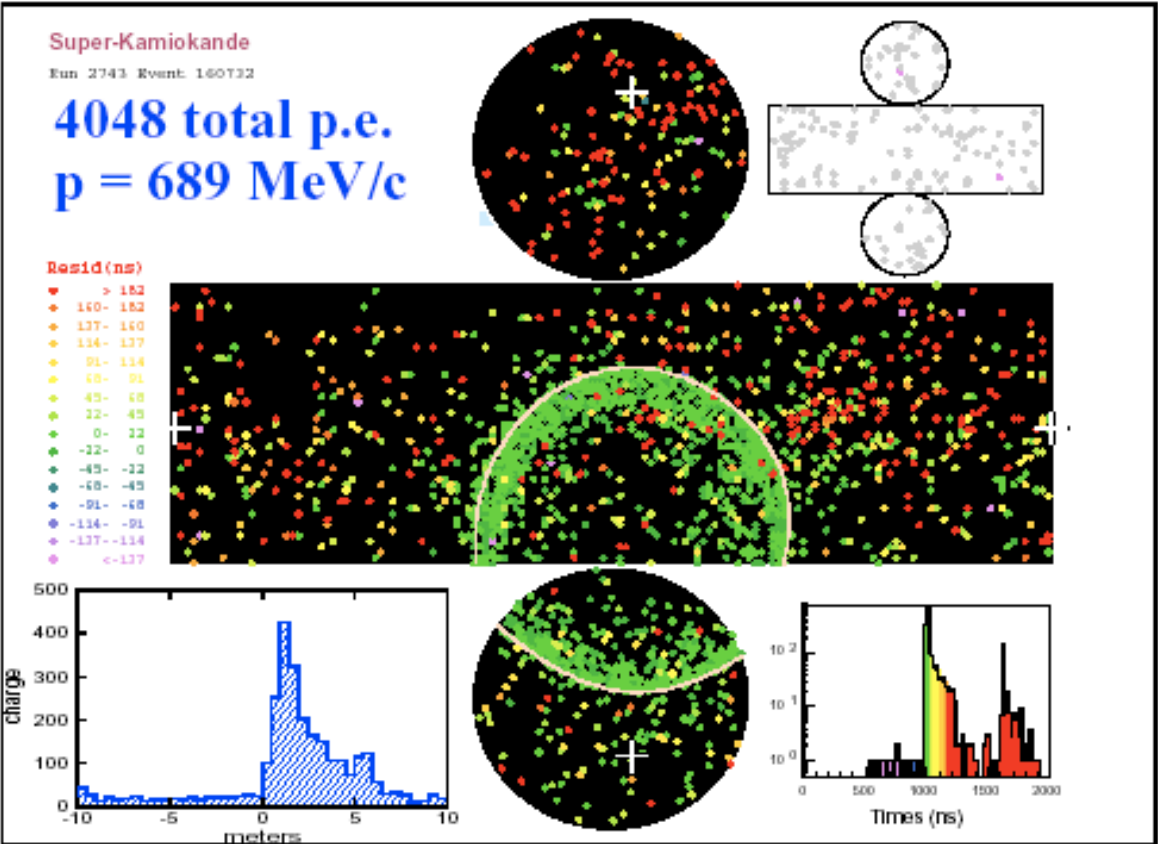 Super-Kamiokande
Run 2743 Event 160732
4048 total p.e.
p = 689 MeV/c
Resid(ns)
> 182
160- 182
137- 160
114- 137
91- 114
68- 91
45- 68
22- 45
0- 22
-22- 0
-45- -22
-68- -45
-91- -68
-114- -91
-137--114
<-137
500
400
300
200
100
0
charge
-10 -5 0 5 10
meters
10 2
10 1
10 0
0 500 1000 1500 2000
Times (ns)